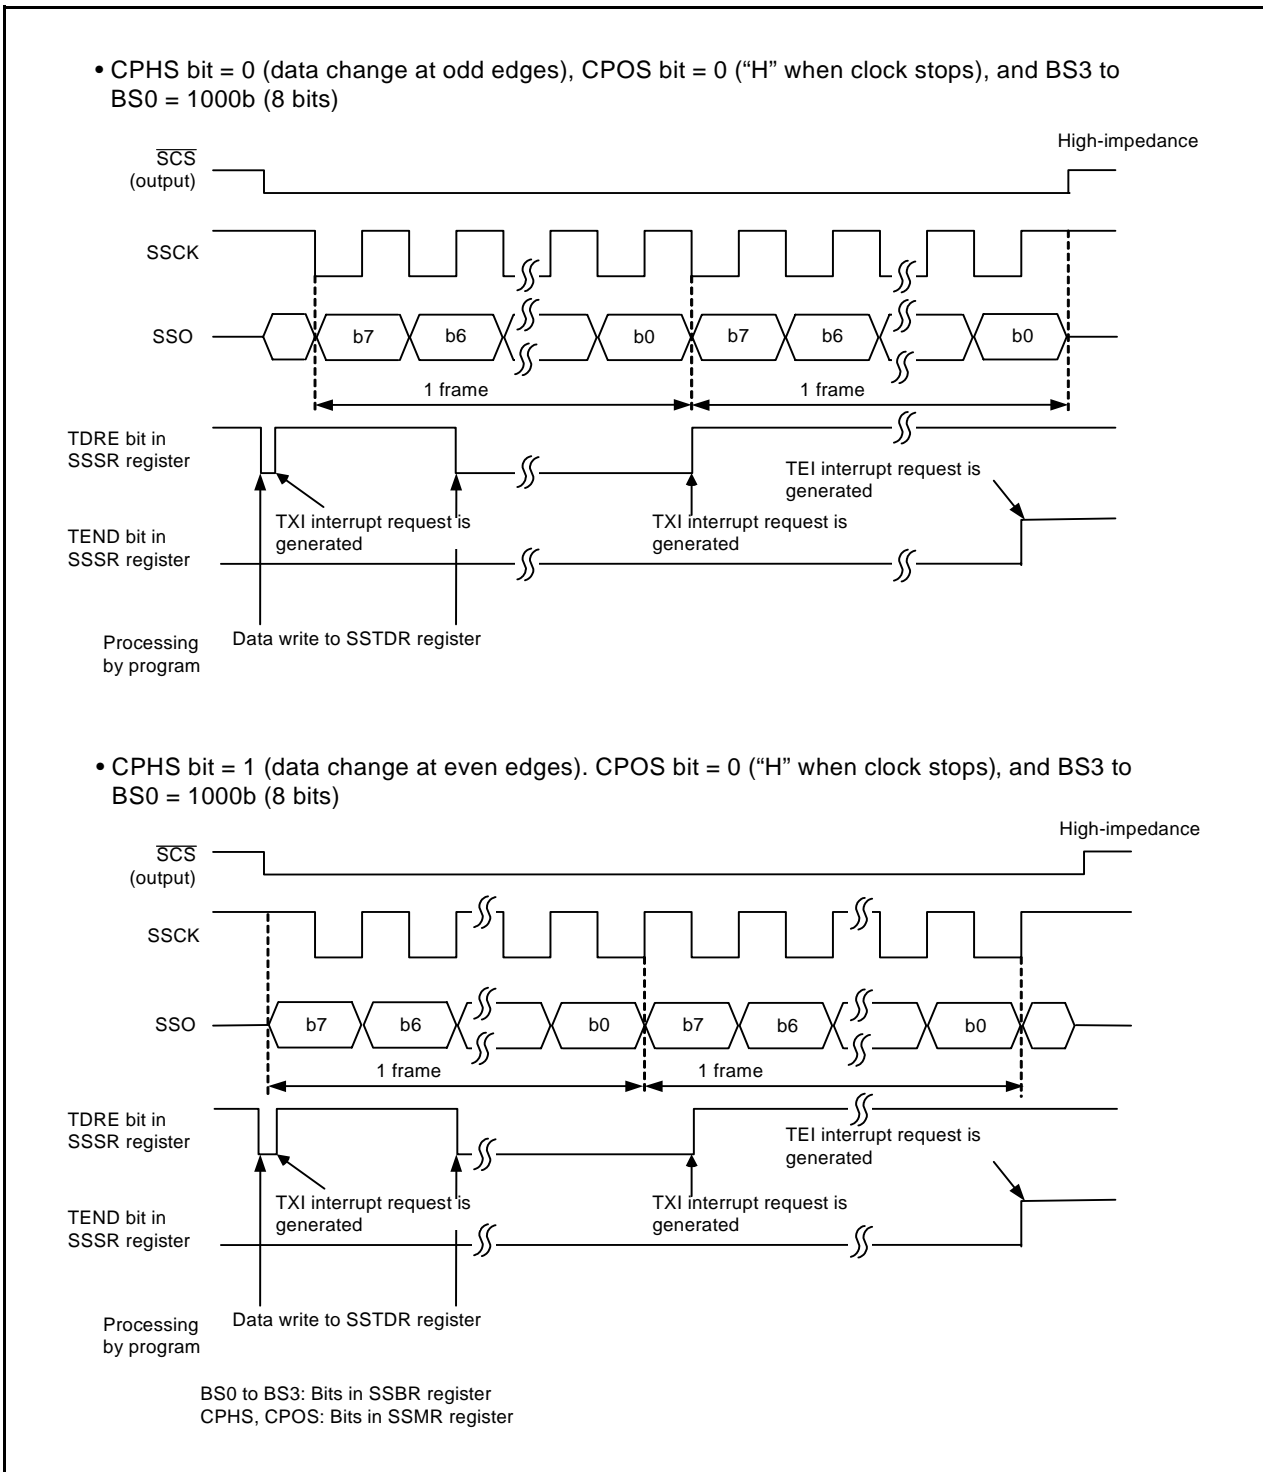 • CPHS bit = 0 (data change at odd edges), CPOS bit = 0 (“H” when clock stops), and BS3 to
BS0 = 1000b (8 bits)
High-impedance
SCS
(output)
SSCK
SSO
b7
b6
b0
b7
b6
b0
1 frame
1 frame
TDRE bit in
SSSR register
TEI interrupt request is
generated
TXI interrupt request is
generated
TXI interrupt request is
generated
TEND bit in
SSSR register
Processing
by program
Data write to SSTDR register
• CPHS bit = 1 (data change at even edges). CPOS bit = 0 (“H” when clock stops), and BS3 to
BS0 = 1000b (8 bits)
High-impedance
SCS
(output)
SSCK
SSO
b7
b6
b0
b7
b6
b0
1 frame
1 frame
TDRE bit in
SSSR register
TEI interrupt request is
generated
TXI interrupt request is
generated
TXI interrupt request is
generated
TEND bit in
SSSR register
Processing
by program
Data write to SSTDR register
BS0 to BS3: Bits in SSBR register
CPHS, CPOS: Bits in SSMR register